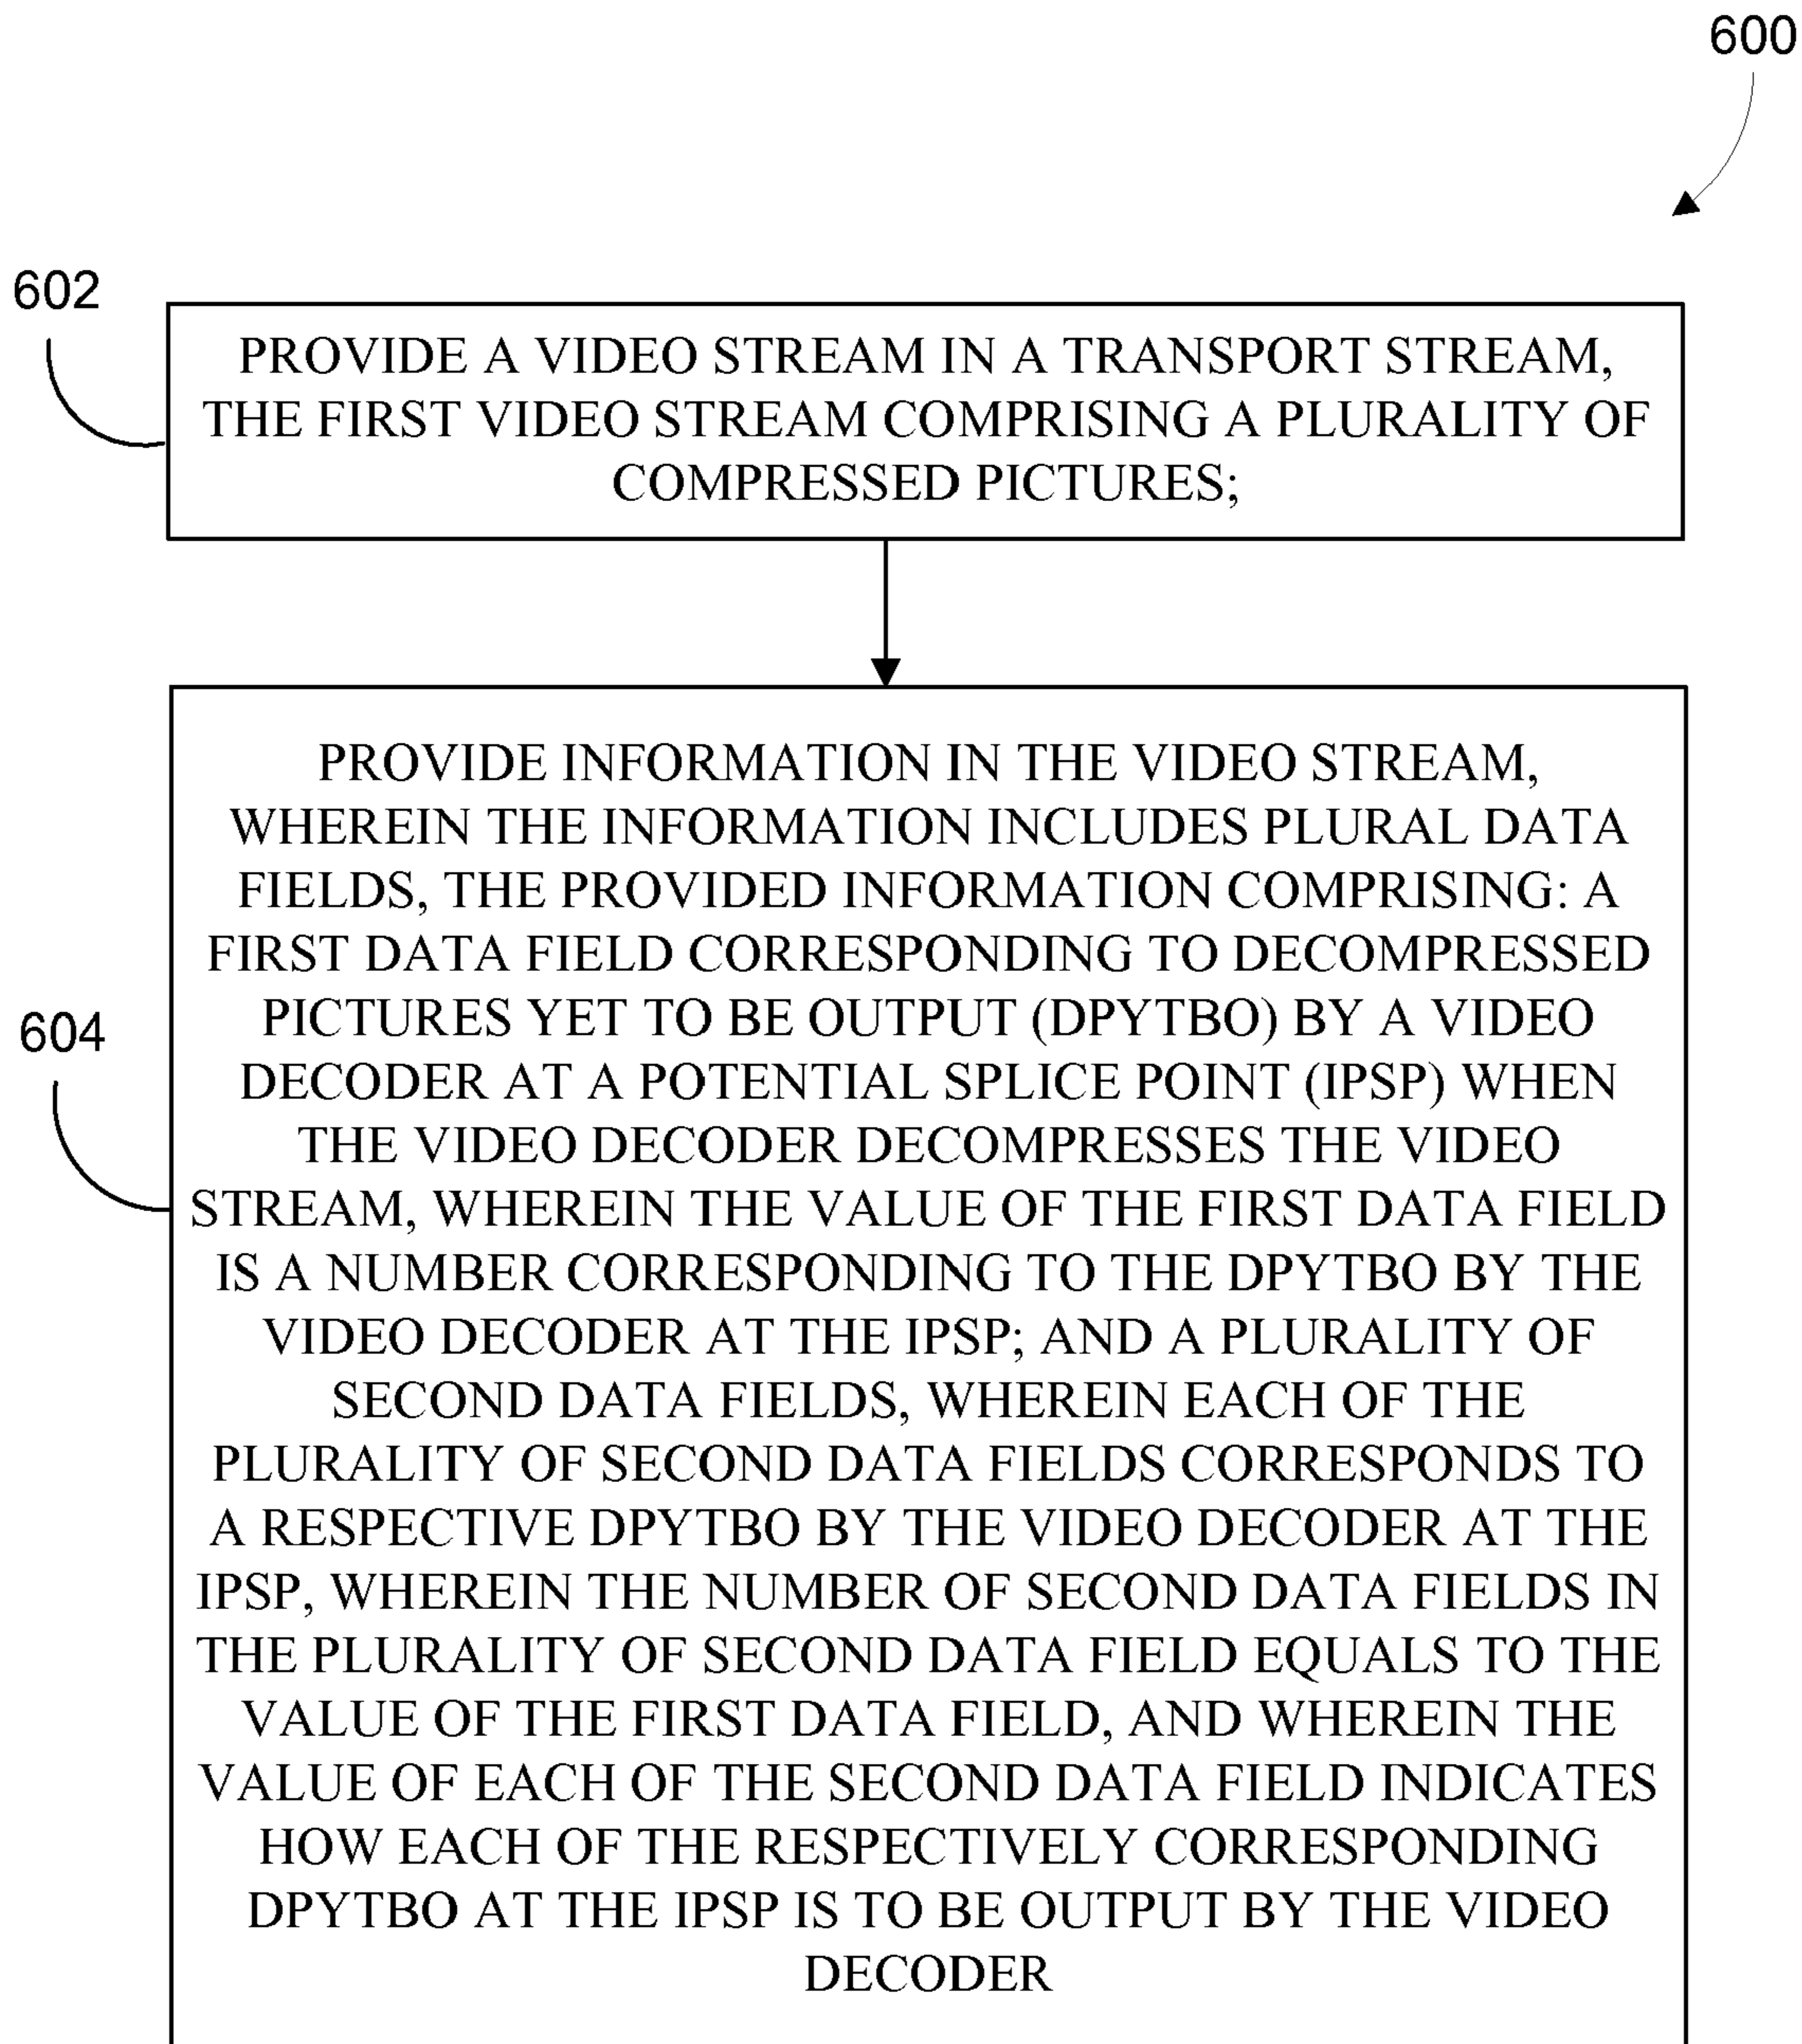 600
602
PROVIDE A VIDEO STREAM IN A TRANSPORT STREAM,
THE FIRST VIDEO STREAM COMPRISING A PLURALITY OF
COMPRESSED PICTURES;
604
PROVIDE INFORMATION IN THE VIDEO STREAM,
WHEREIN THE INFORMATION INCLUDES PLURAL DATA
FIELDS, THE PROVIDED INFORMATION COMPRISING: A
FIRST DATA FIELD CORRESPONDING TO DECOMPRESSED
PICTURES YET TO BE OUTPUT (DPYTBO) BY A VIDEO
DECODER AT A POTENTIAL SPLICE POINT (IPSP) WHEN
THE VIDEO DECODER DECOMPRESSES THE VIDEO
STREAM, WHEREIN THE VALUE OF THE FIRST DATA FIELD
IS A NUMBER CORRESPONDING TO THE DPYTBO BY THE
VIDEO DECODER AT THE IPSP; AND A PLURALITY OF
SECOND DATA FIELDS, WHEREIN EACH OF THE
PLURALITY OF SECOND DATA FIELDS CORRESPONDS TO
A RESPECTIVE DPYTBO BY THE VIDEO DECODER AT THE
IPSP, WHEREIN THE NUMBER OF SECOND DATA FIELDS IN
THE PLURALITY OF SECOND DATA FIELD EQUALS TO THE
VALUE OF THE FIRST DATA FIELD, AND WHEREIN THE
VALUE OF EACH OF THE SECOND DATA FIELD INDICATES
HOW EACH OF THE RESPECTIVELY CORRESPONDING
DPYTBO AT THE IPSP IS TO BE OUTPUT BY THE VIDEO
DECODER